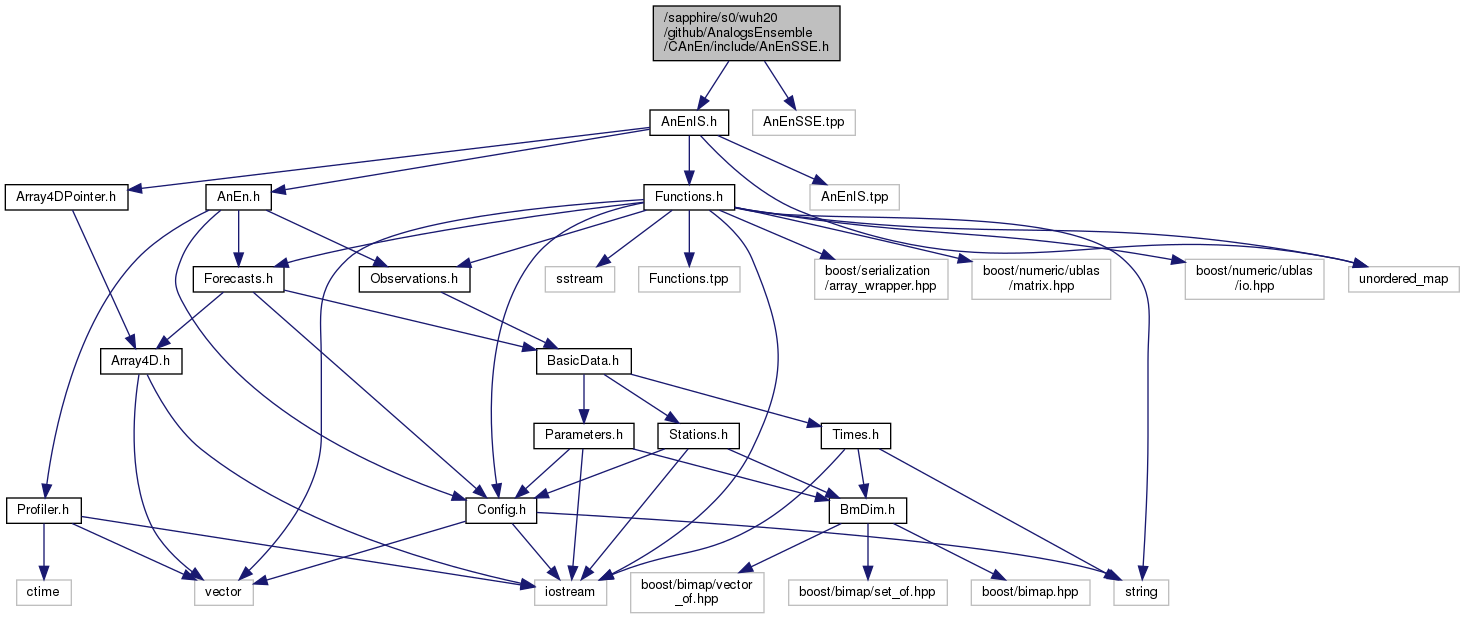 /sapphire/s0/wuh20
/github/AnalogsEnsemble
/CAnEn/include/AnEnSSE.h
AnEnIS.h
AnEnSSE.tpp
Array4DPointer.h
AnEn.h
Functions.h
AnEnIS.tpp
Forecasts.h
Observations.h
sstream
Functions.tpp
boost/serialization
/array_wrapper.hpp
boost/numeric/ublas
/matrix.hpp
boost/numeric/ublas
/io.hpp
unordered_map
Array4D.h
BasicData.h
Parameters.h
Stations.h
Times.h
Profiler.h
Config.h
BmDim.h
ctime
vector
iostream
boost/bimap/vector
_of.hpp
boost/bimap/set_of.hpp
boost/bimap.hpp
string